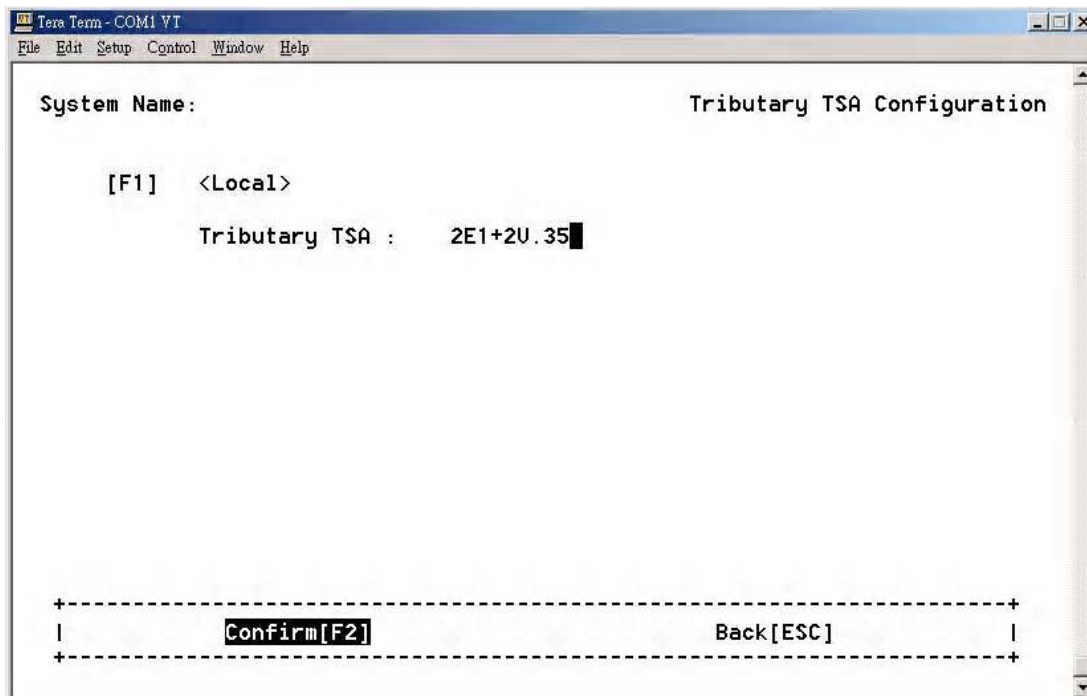 Tera Term - COM1 VT
File Edit Setup Control Window Help
System Name: Tributary TSA Configuration
[F1] <Local>
Tributary TSA : 2E1+2V.35
Confirm[F2] Back[ESC]